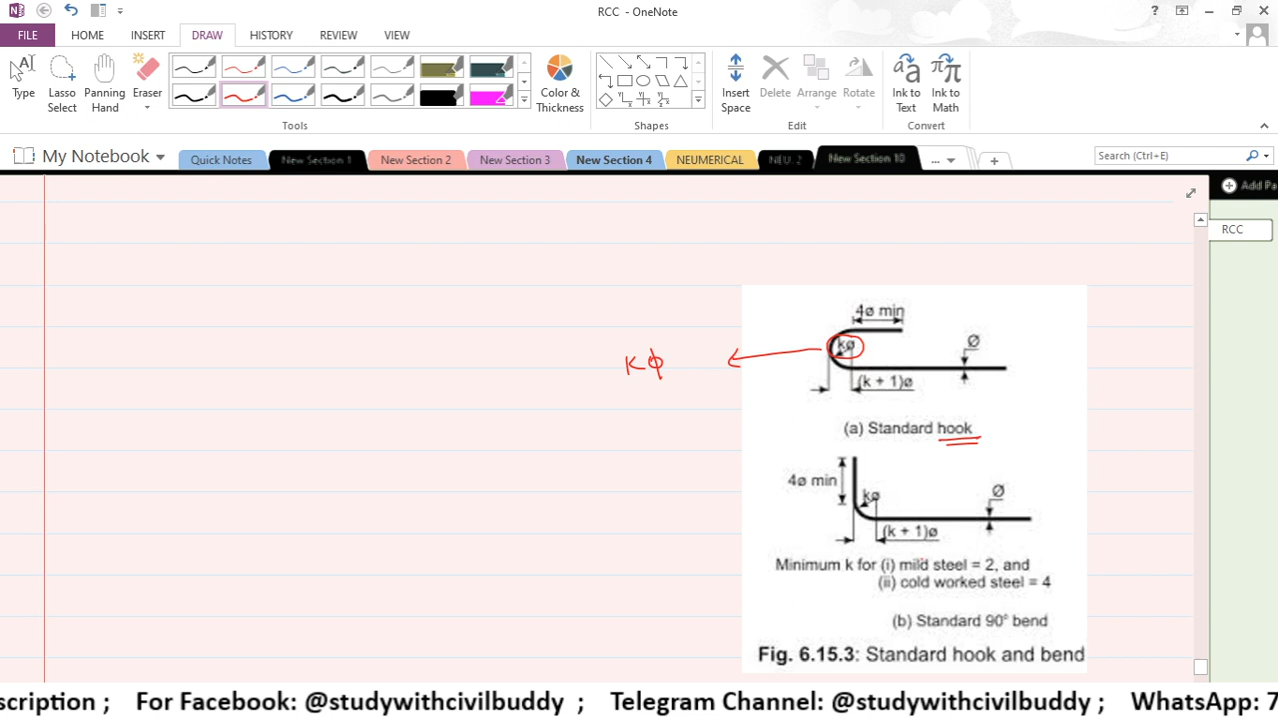 RCC - OneNote
FILE HOME INSERT DRAW HISTORY REVIEW VIEW
Type
Lasso Select
Panning Hand
Eraser
Color & Thickness
Insert Space
Delete
Arrange
Rotate
Ink to Text
Ink to Math
Tools Shapes Edit Convert
My Notebook Quick Notes New Section 1 New Section 2 New Section 3 New Section 4 NEUMERICAL NEU. 2 New Section 10 ... + Search (Ctrl+E)
Add Pa
RCC
4ø min
kø
Ø
(k + 1)ø
Kϕ
(a) Standard hook
4ø min
kø
Ø
(k + 1)ø
Minimum k for (i) mild steel = 2, and
(ii) cold worked steel = 4
(b) Standard 90° bend
Fig. 6.15.3: Standard hook and bend
scription ; For Facebook: @studywithcivilbuddy ; Telegram Channel: @studywithcivilbuddy ; WhatsApp: 7